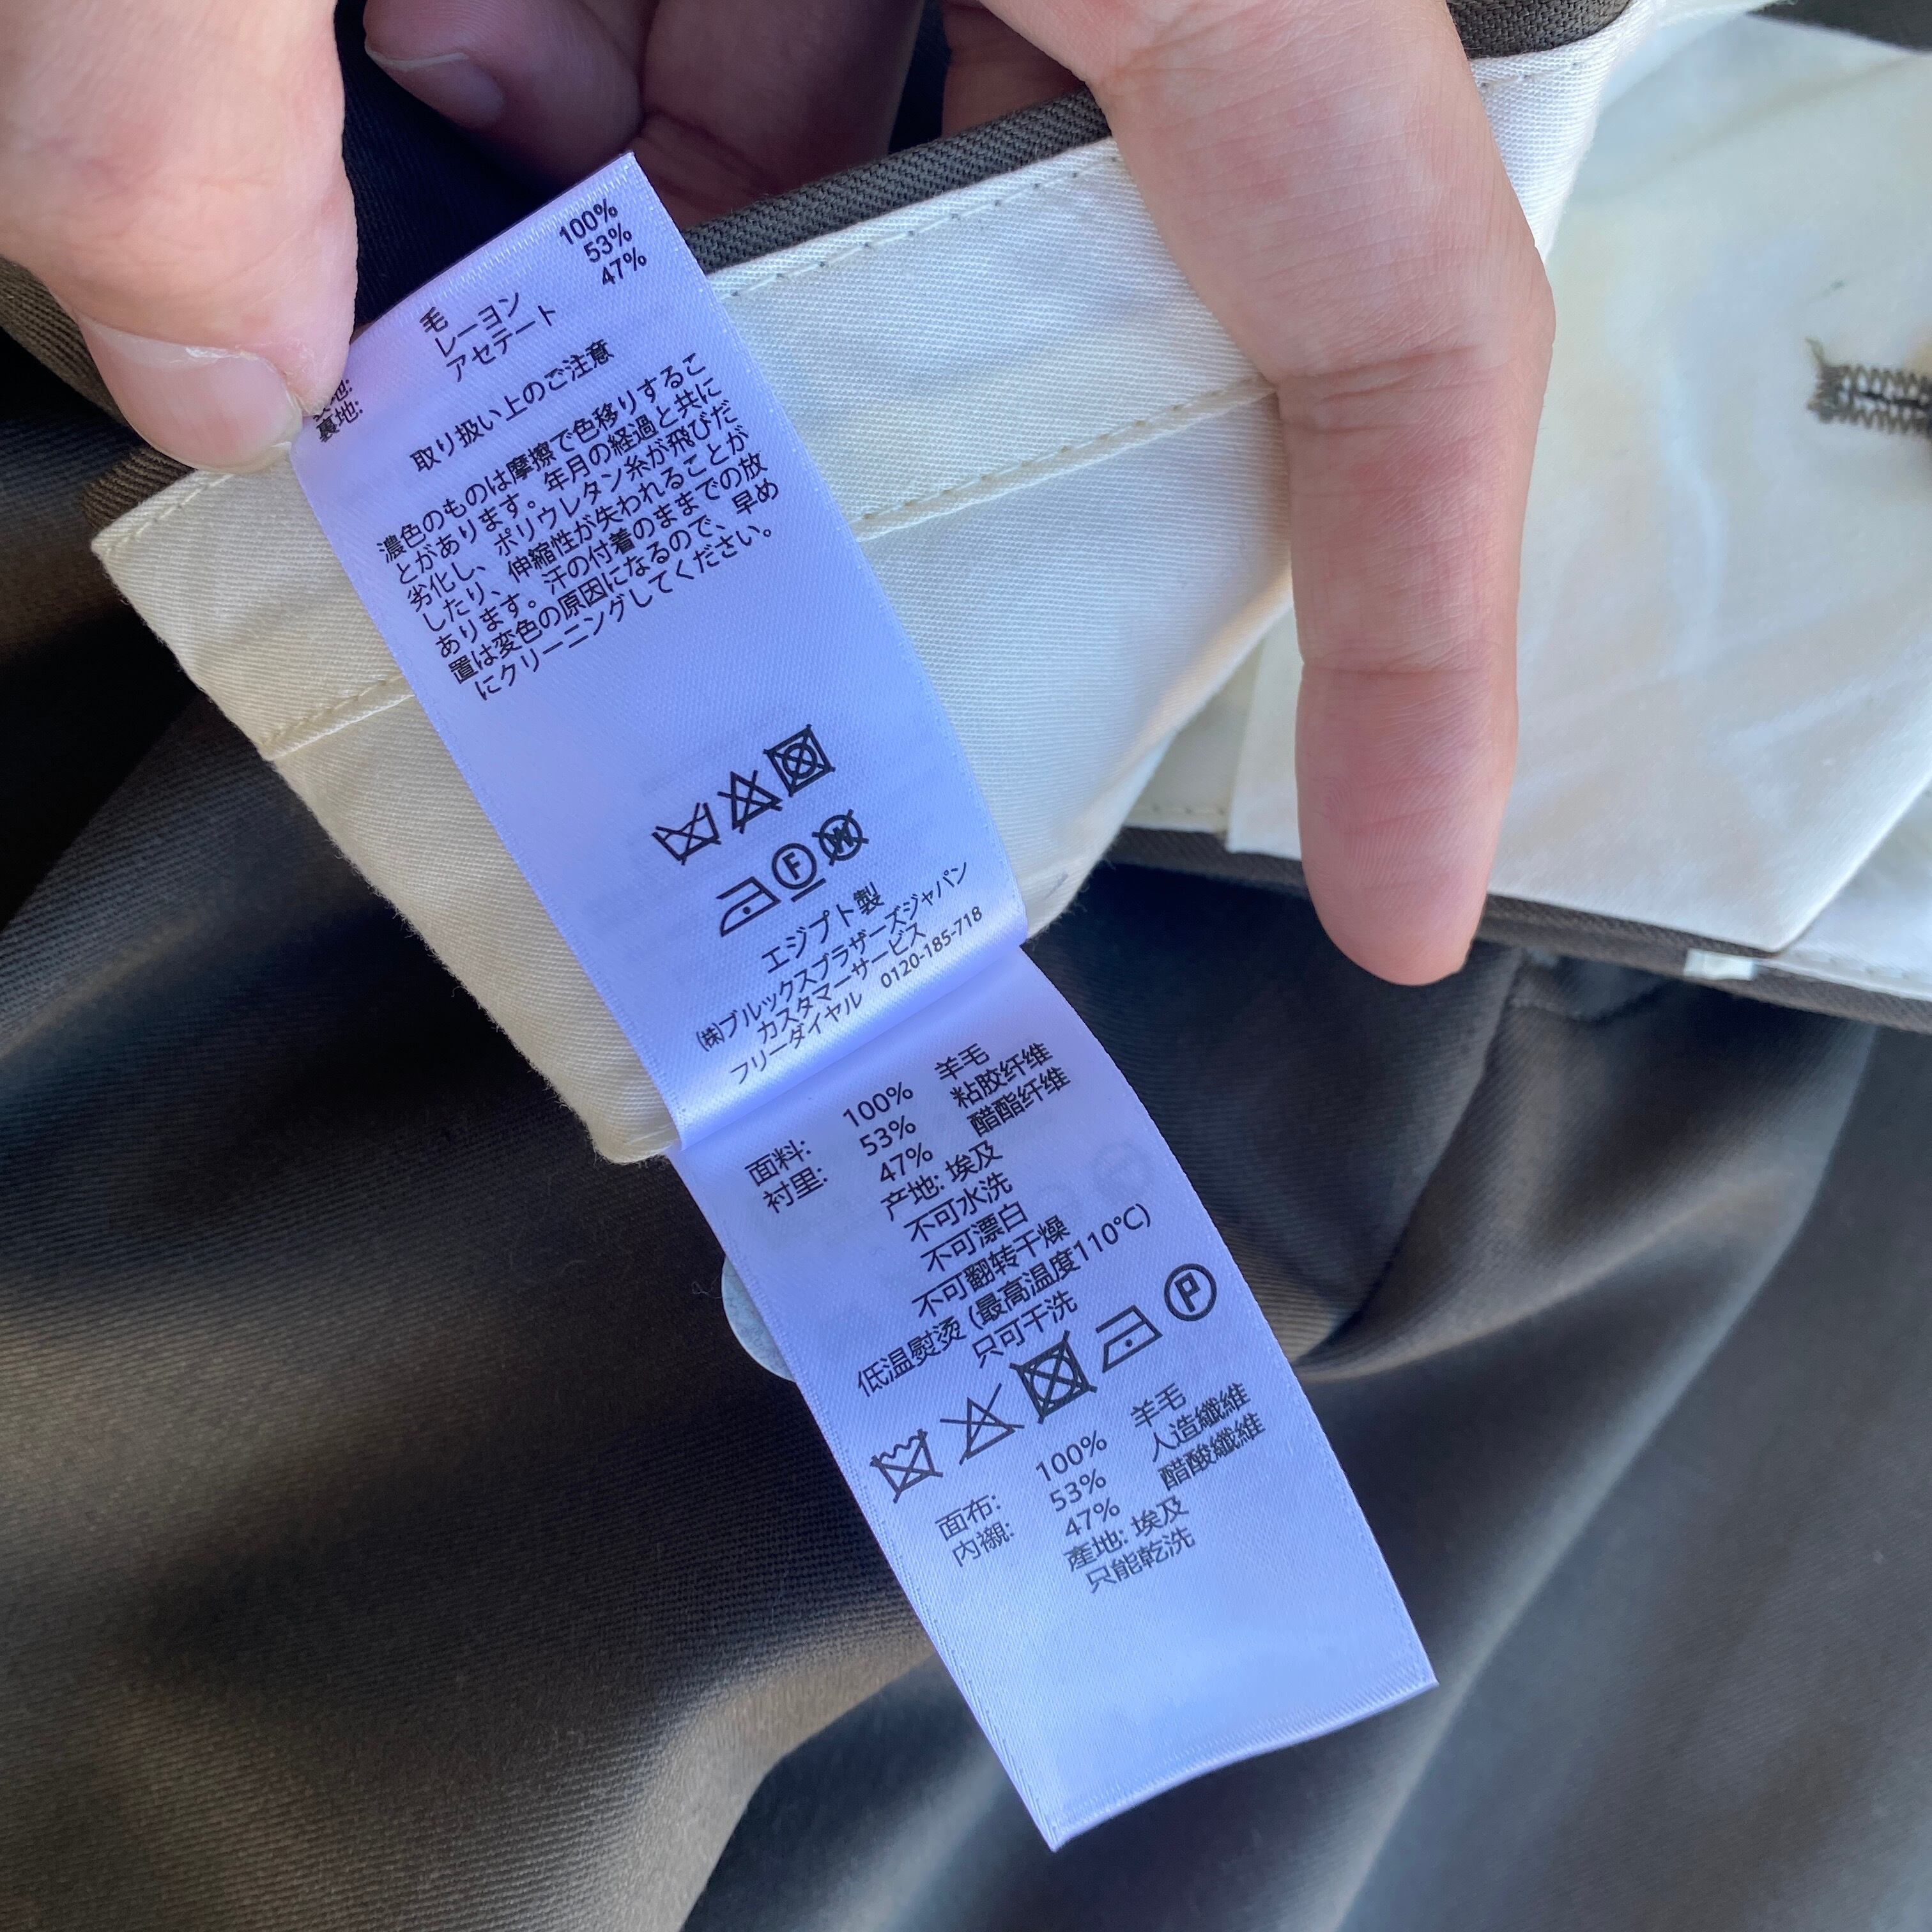 毛 100%
裏地: レーヨン 53%
アセテート 47%
取り扱い上のご注意
濃色のものは摩擦で色移りするこ
とがあります。年月の経過と共に
劣化し、ポリウレタン糸が飛びだ
したり、伸縮性が失われることが
あります。汗の付着のままでの放
置は変色の原因になるので、早め
にクリーニングしてください。
F W
エジプト製
(株)ブルックスブラザーズジャパン
カスタマーサービス
フリーダイヤル 0120-185-718
面料: 100% 羊毛
衬里: 53% 粘胶纤维
47% 醋酯纤维
产地: 埃及
不可水洗
不可漂白
不可翻转干燥
低温熨烫 (最高温度110°C)
只可干洗
P
面布: 100% 羊毛
內襯: 53% 人造纖維
47% 醋酸纖維
產地: 埃及
只能乾洗